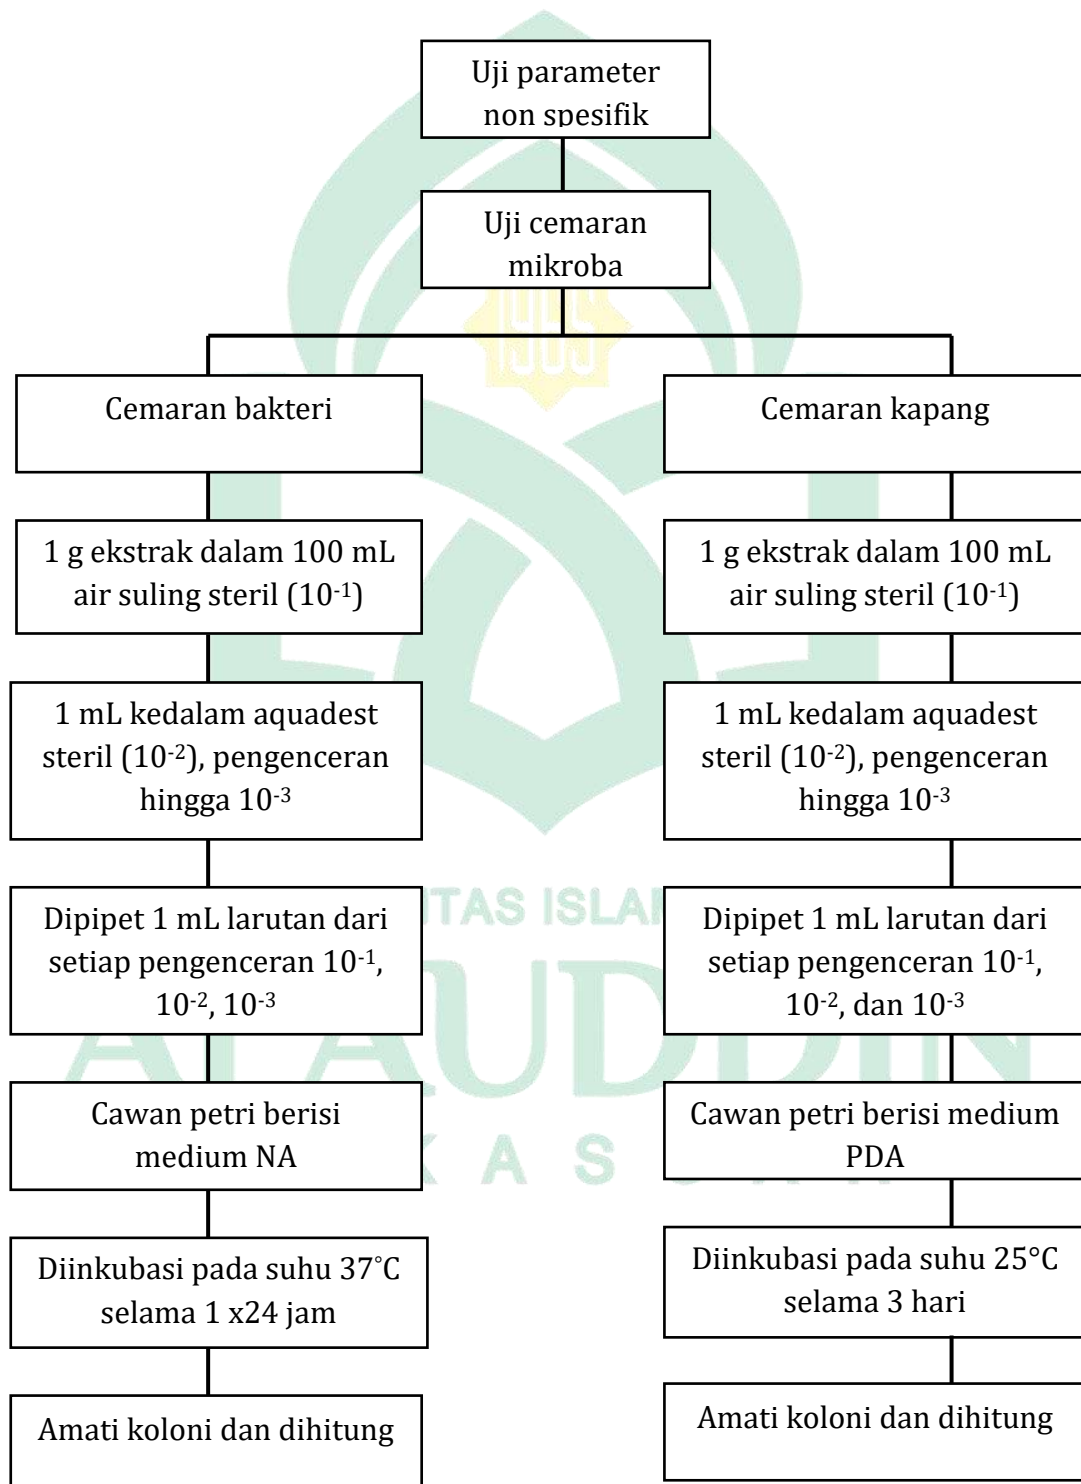 Uji parameter
non spesifik
Uji cemaran
mikroba
1965
Cemaran bakteri
1 g ekstrak dalam 100 mL
air suling steril (10⁻¹)
1 mL kedalam aquadest
steril (10⁻²), pengenceran
hingga 10⁻³
Dipipet 1 mL larutan dari
setiap pengenceran 10⁻¹,
10⁻², 10⁻³
Cawan petri berisi
medium NA
Diinkubasi pada suhu 37°C
selama 1 x24 jam
Amati koloni dan dihitung
Cemaran kapang
1 g ekstrak dalam 100 mL
air suling steril (10⁻¹)
1 mL kedalam aquadest
steril (10⁻²), pengenceran
hingga 10⁻³
Dipipet 1 mL larutan dari
setiap pengenceran 10⁻¹,
10⁻², dan 10⁻³
Cawan petri berisi medium
PDA
Diinkubasi pada suhu 25°C
selama 3 hari
Amati koloni dan dihitung